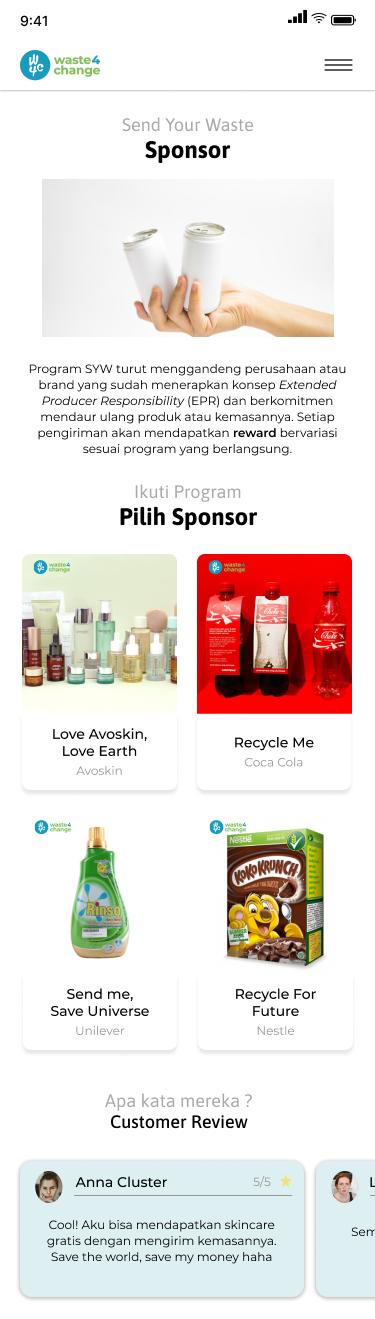 9:41
waste4
change
Send Your Waste
Sponsor
Program SYW turut menggandeng perusahaan atau
brand yang sudah menerapkan konsep Extended
Producer Responsibility (EPR) dan berkomitmen
mendaur ulang produk atau kemasannya. Setiap
pengiriman akan mendapatkan reward bervariasi
sesuai program yang berlangsung.
Ikuti Program
Pilih Sponsor
waste4
change
waste4
change
Love Avoskin,
Love Earth
Avoskin
Recycle Me
Coca Cola
waste4
change
waste4
change
Rinso
Nestle
KOKO KRUNCH
Send me,
Save Universe
Unilever
Recycle For
Future
Nestle
Apa kata mereka ?
Customer Review
Anna Cluster
5/5
Cool! Aku bisa mendapatkan skincare
gratis dengan mengirim kemasannya.
Save the world, save my money haha
L
Sem